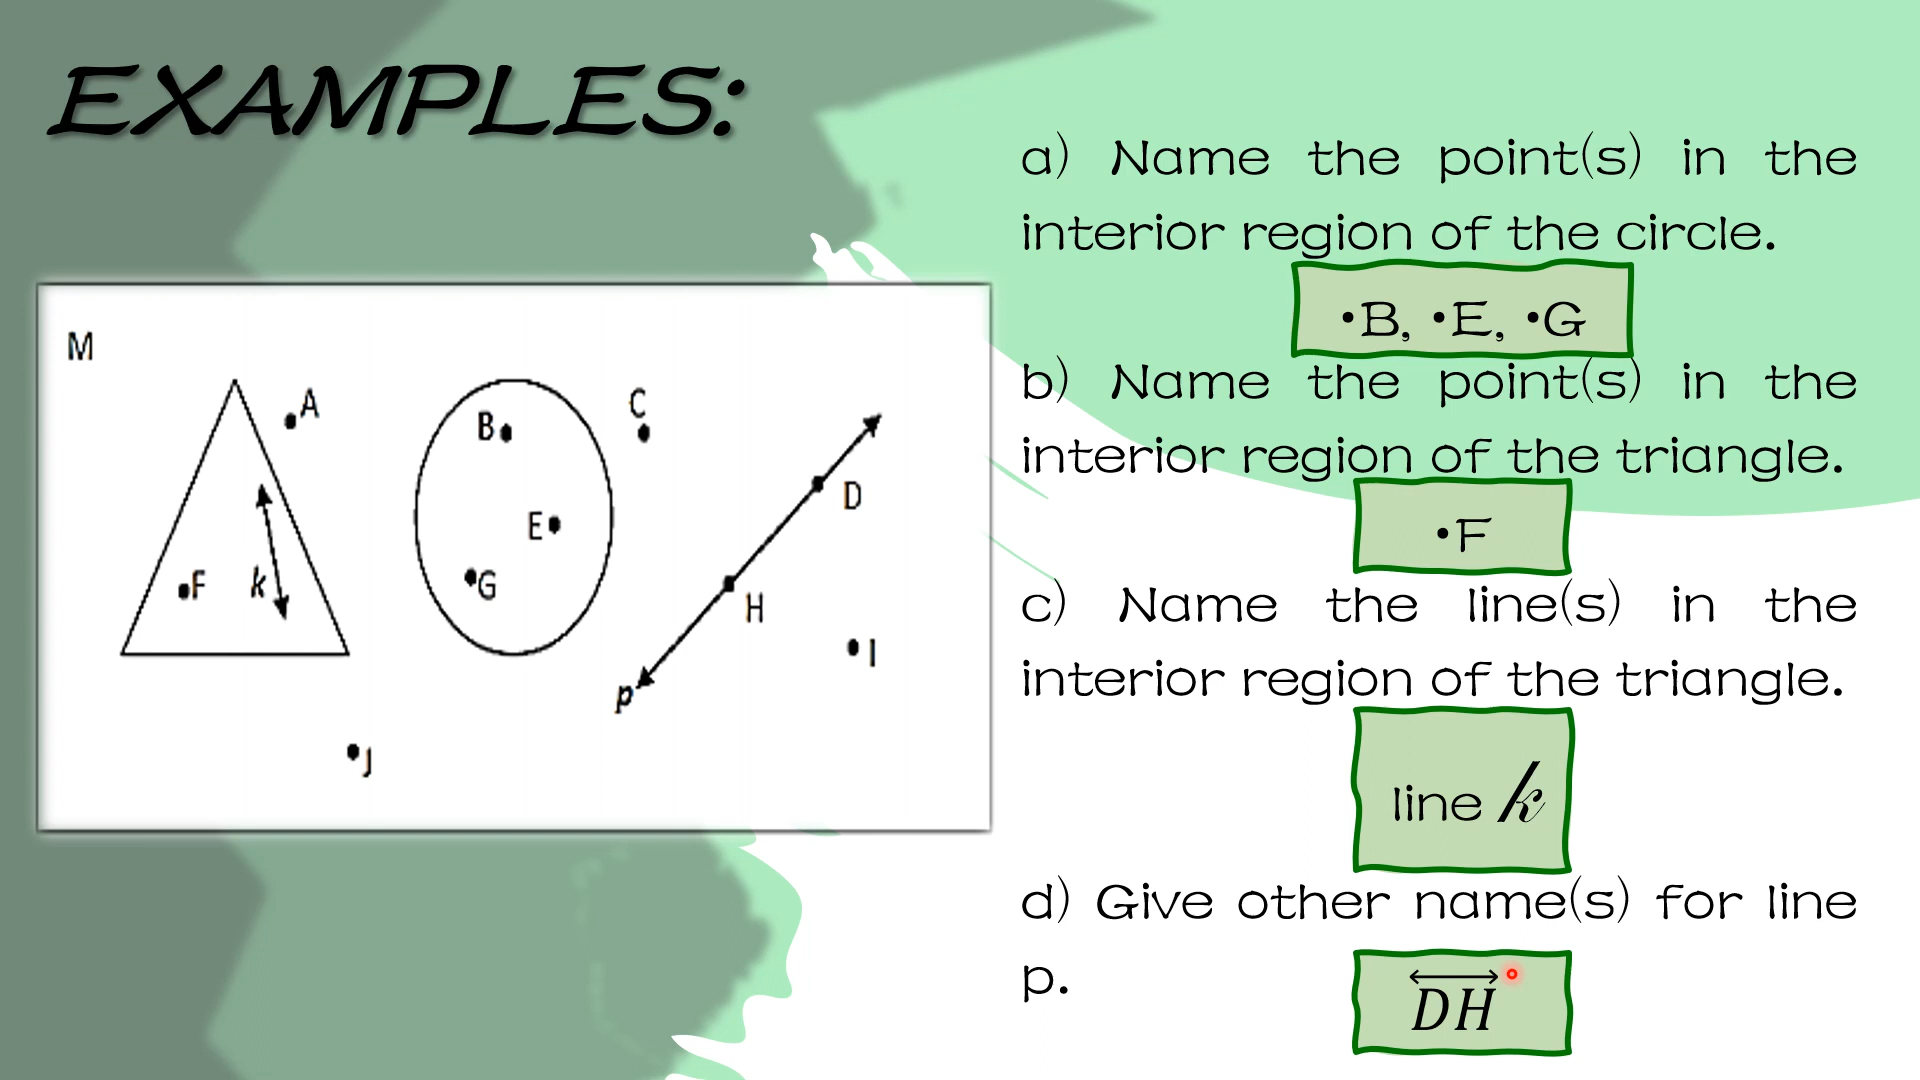 EXAMPLES:
M
A
B
C
D
E
F
k
G
H
I
p
J
a) Name the point(s) in the
interior region of the circle.
•B, •E, •G
b) Name the point(s) in the
interior region of the triangle.
•F
c) Name the line(s) in the
interior region of the triangle.
line k
d) Give other name(s) for line
p.
DH